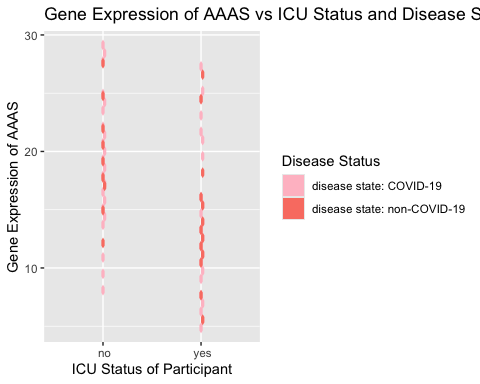 Gene Expression of AAAS vs ICU Status and Disease S
30
20
10
Gene Expression of AAAS
no
yes
ICU Status of Participant
Disease Status
disease state: COVID-19
disease state: non-COVID-19